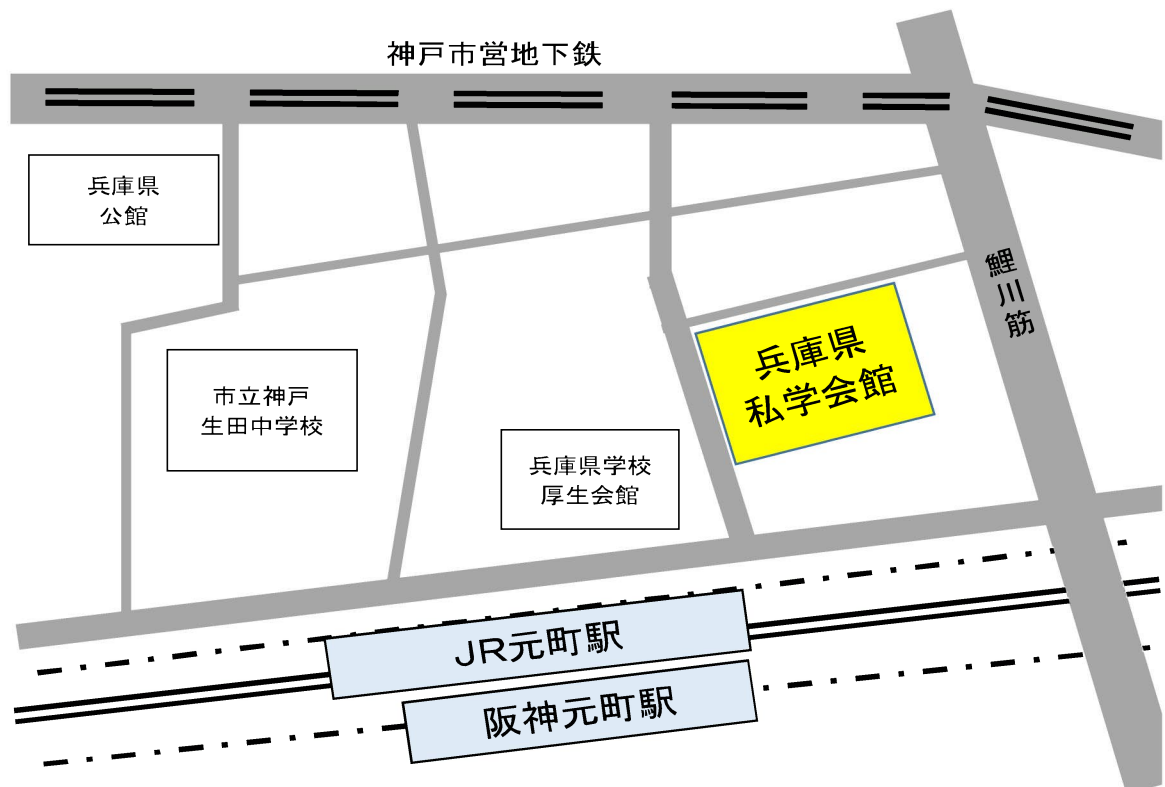 神戸市営地下鉄
兵庫県
公館
鯉川筋
兵庫県
私学会館
市立神戸
生田中学校
兵庫県学校
厚生会館
JR元町駅
阪神元町駅